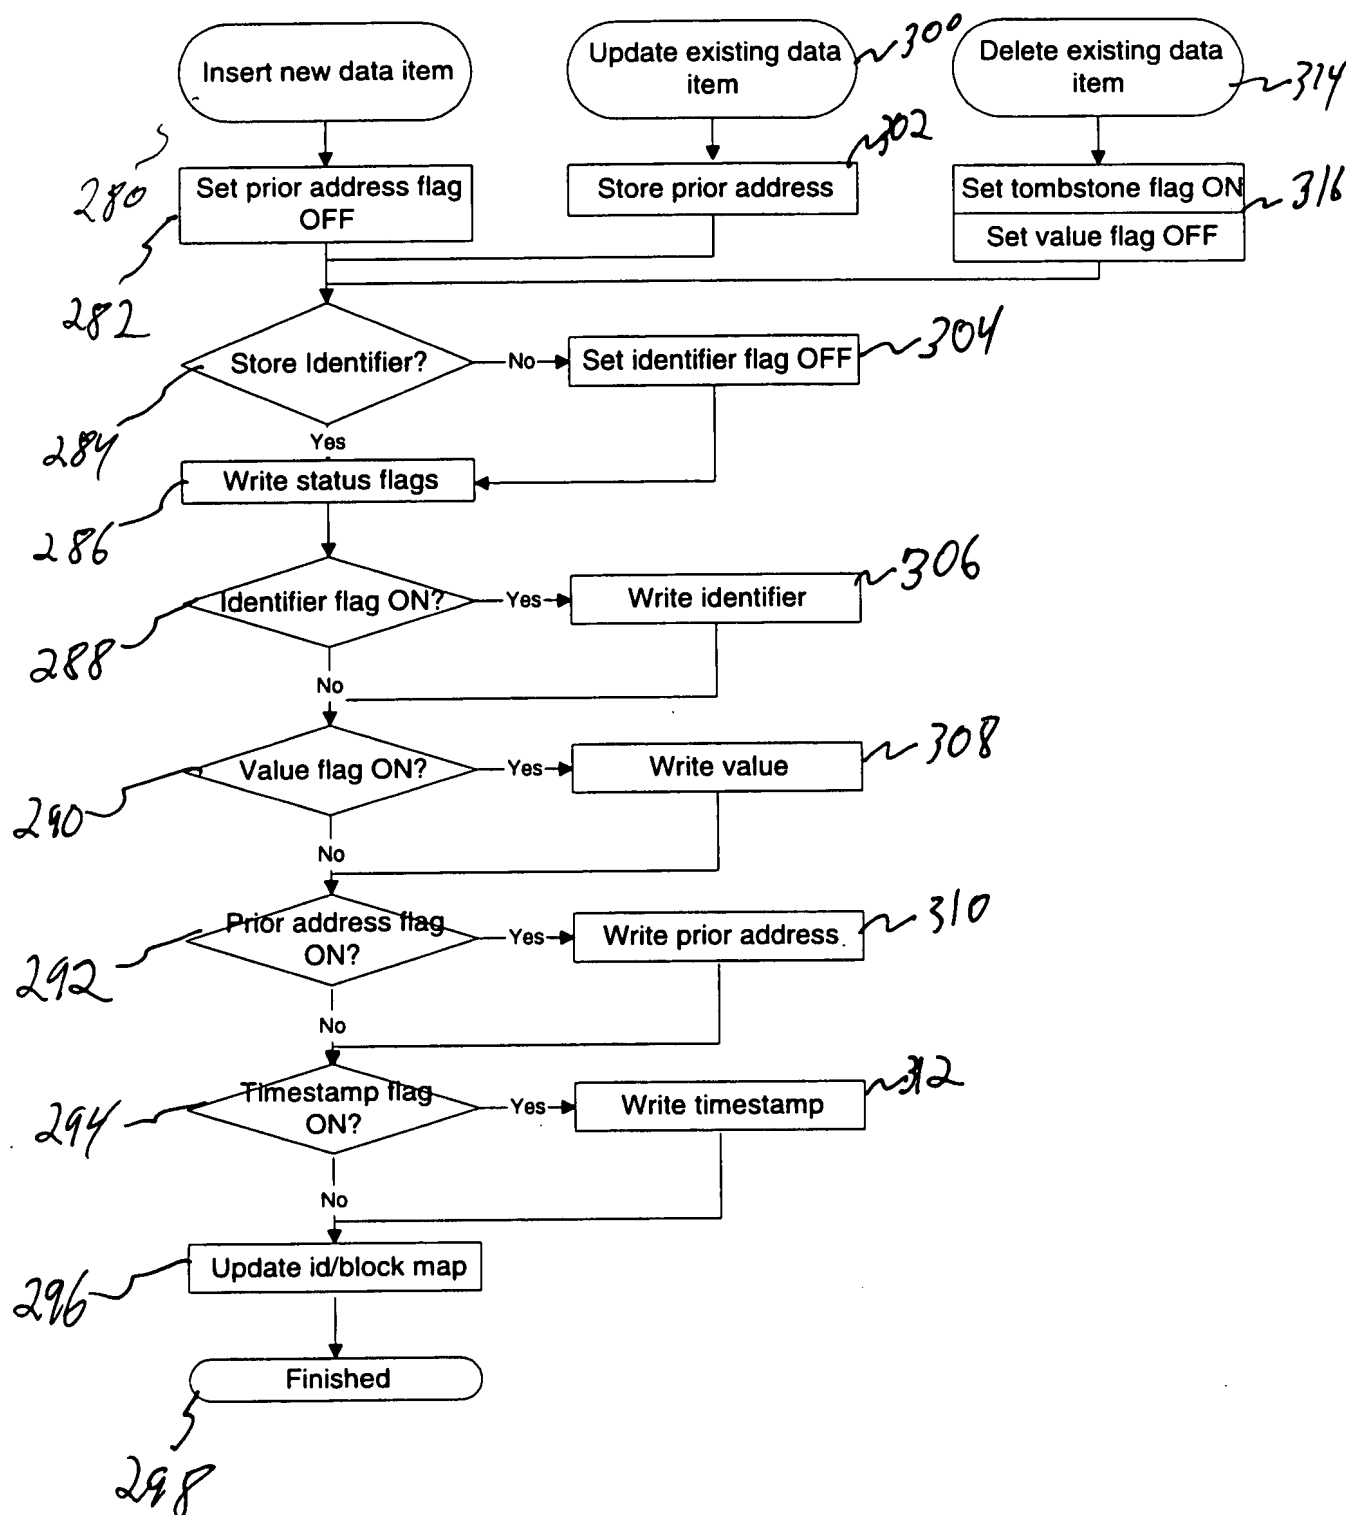 Insert new data item
Update existing data
item
300
Delete existing data
item
314
280
Set prior address flag
OFF
282
Store prior address
302
Set tombstone flag ON
Set value flag OFF
316
Store Identifier?
284
No
Set identifier flag OFF
304
Yes
Write status flags
286
Identifier flag ON?
288
Yes
Write identifier
306
No
Value flag ON?
290
Yes
Write value
308
No
Prior address flag
ON?
292
Yes
Write prior address
310
No
Timestamp flag
ON?
294
Yes
Write timestamp
312
No
Update id/block map
296
Finished
298